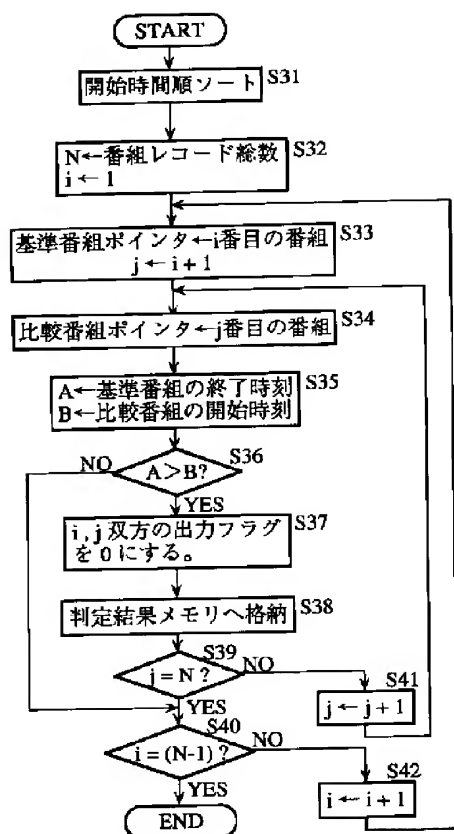 START
開始時間順ソート
S31
N←番組レコード総数
i←1
S32
基準番組ポインタ←i番目の番組
j←i+1
S33
比較番組ポインタ←j番目の番組
S34
A←基準番組の終了時刻
B←比較番組の開始時刻
S35
S36
NO
A>B?
YES
i,j双方の出力フラグ
を0にする。
S37
判定結果メモリへ格納
S38
S39
j=N?
NO
YES
S41
j←j+1
S40
i=(N-1)?
NO
YES
S42
i←i+1
END